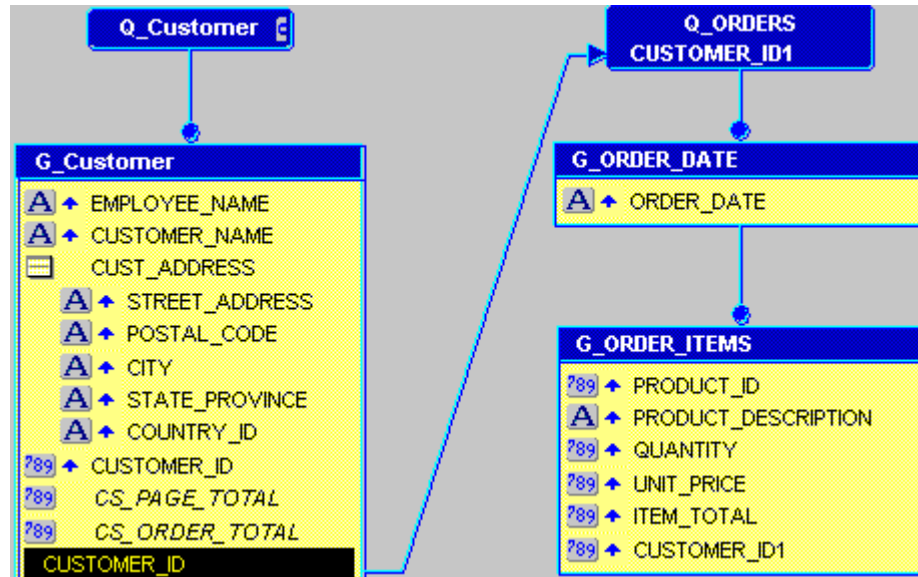 Q_Customer
G_Customer
EMPLOYEE_NAME
CUSTOMER_NAME
CUST_ADDRESS
STREET_ADDRESS
POSTAL_CODE
CITY
STATE_PROVINCE
COUNTRY_ID
CUSTOMER_ID
CS_PAGE_TOTAL
CS_ORDER_TOTAL
CUSTOMER_ID
Q_ORDERS
CUSTOMER_ID1
G_ORDER_DATE
ORDER_DATE
G_ORDER_ITEMS
PRODUCT_ID
PRODUCT_DESCRIPTION
QUANTITY
UNIT_PRICE
ITEM_TOTAL
CUSTOMER_ID1